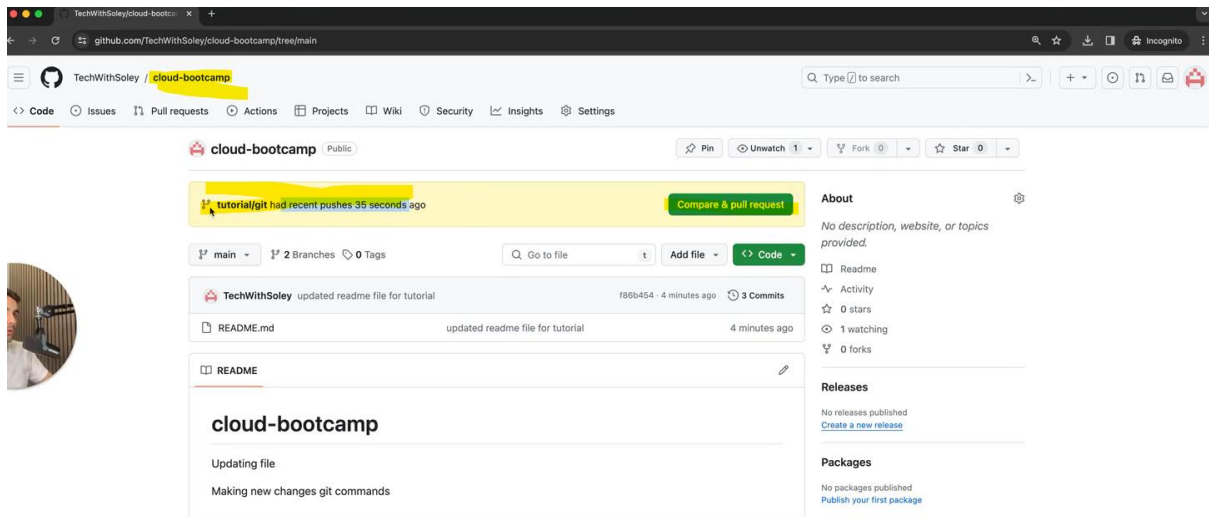 TechWithSoley/cloud-bootca
github.com/TechWithSoley/cloud-bootcamp/tree/main
Incognito
TechWithSoley / cloud-bootcamp
Type / to search
Code Issues Pull requests Actions Projects Wiki Security Insights Settings
cloud-bootcamp Public
Pin Unwatch 1 Fork 0 Star 0
tutorial/git had recent pushes 35 seconds ago
Compare & pull request
main 2 Branches 0 Tags
Go to file t
Add file
Code
TechWithSoley updated readme file for tutorial
f86b454 · 4 minutes ago 3 Commits
README.md updated readme file for tutorial 4 minutes ago
README
cloud-bootcamp
Updating file
Making new changes git commands
About
No description, website, or topics
provided.
Readme
Activity
0 stars
1 watching
0 forks
Releases
No releases published
Create a new release
Packages
No packages published
Publish your first package